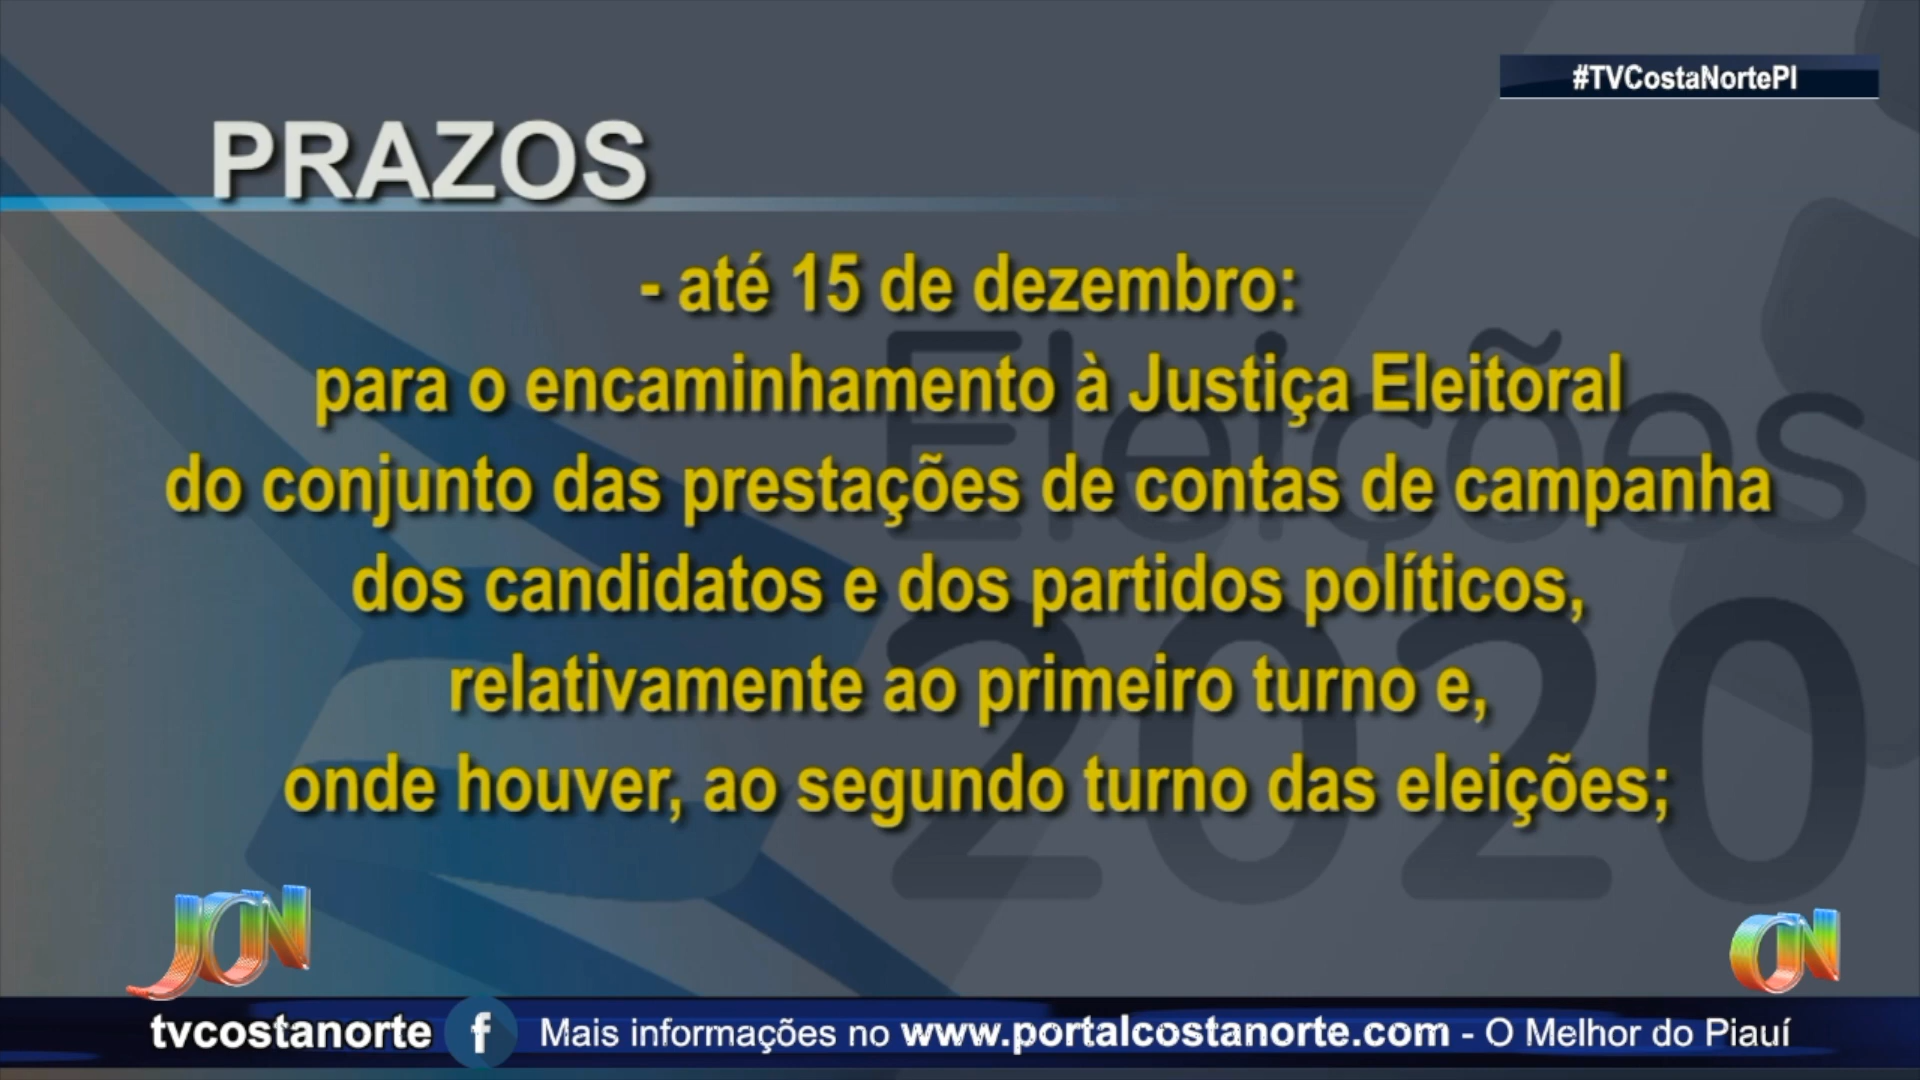 #TVCostaNortePI
PRAZOS
- até 15 de dezembro:
para o encaminhamento à Justiça Eleitoral
do conjunto das prestações de contas de campanha
dos candidatos e dos partidos políticos,
relativamente ao primeiro turno e,
onde houver, ao segundo turno das eleições;
Eleições
2020
JCN
CN
tvcostanorte f Mais informações no www.portalcostanorte.com - O Melhor do Piauí